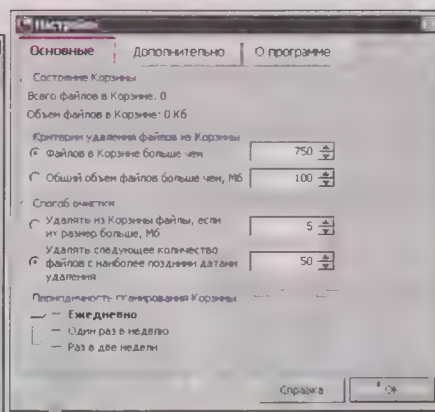 Настройки
Основные Дополнительно О программе
Состояние Корзины
Всего файлов в Корзине: 0
Объем файлов в Корзине: 0 Кб
Критерии удаления файлов из Корзины
Файлов в Корзине больше чем 750
Общий объем файлов больше чем, Мб 100
Способ очистки
Удалять из Корзины файлы, если
их размер больше, Мб 5
Удалять следующее количество
файлов с наиболее поздними датами 50
удаления
Периодичность сканирования Корзины
Ежедневно
Один раз в неделю
Раз в две недели
Справка Ok